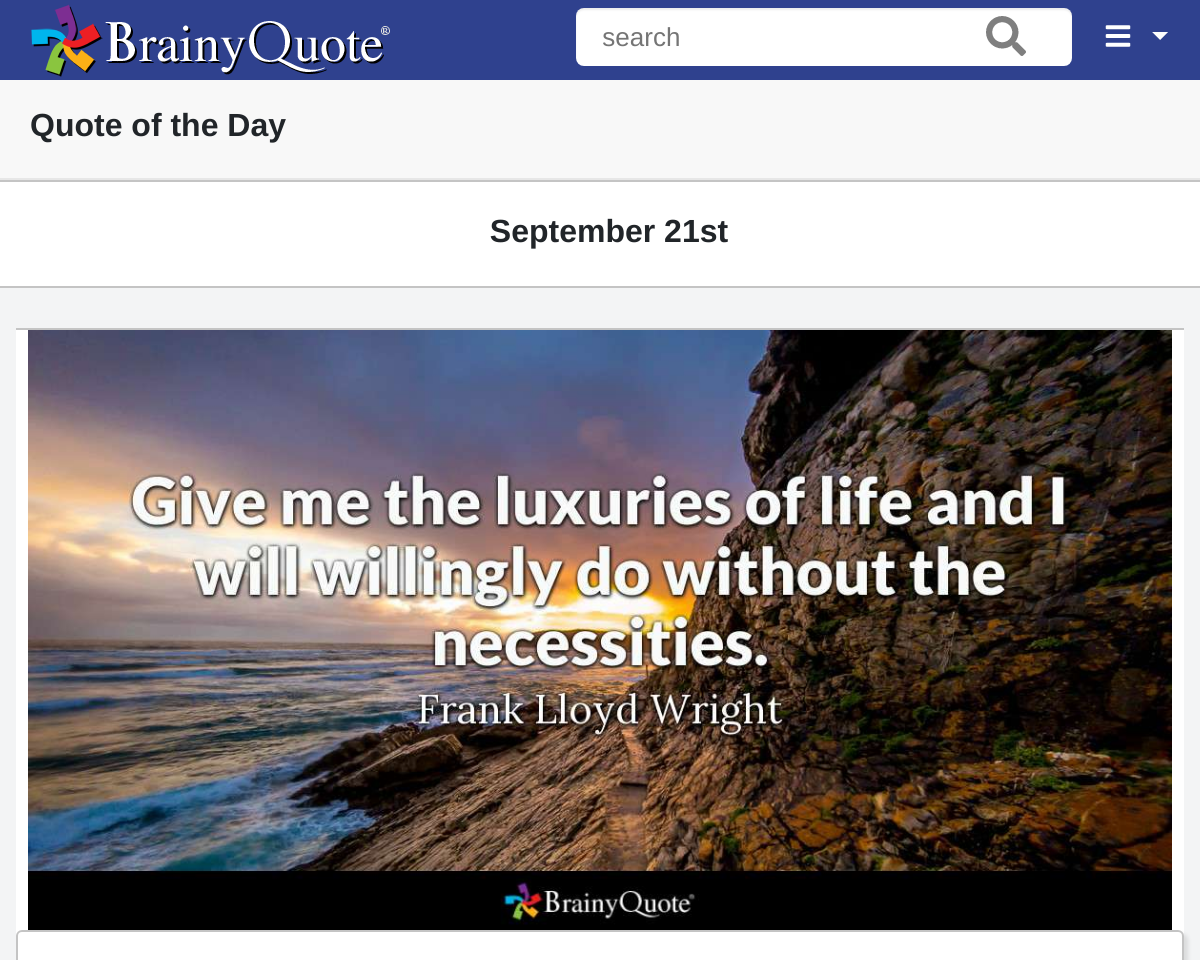 BrainyQuote®
search
Quote of the Day
September 21st
Give me the luxuries of life and I
will willingly do without the
necessities.
Frank Lloyd Wright
BrainyQuote®